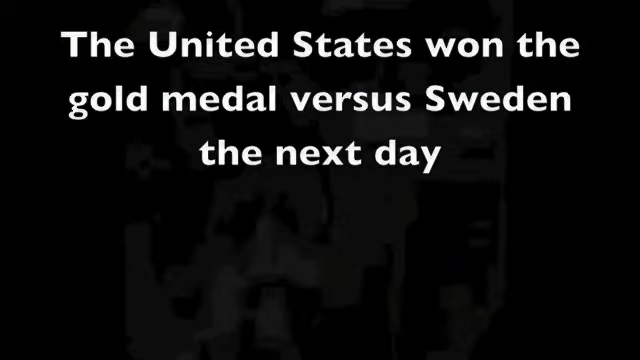 The United States won the
gold medal versus Sweden
the next day